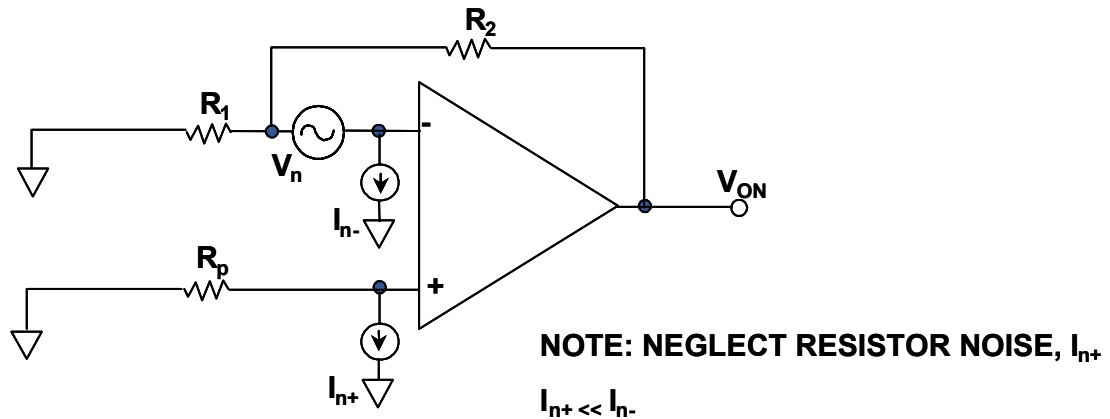 R2
R1
-
Vn
VON
In-
Rp
+
NOTE: NEGLECT RESISTOR NOISE, In+
In+
In+ << In-